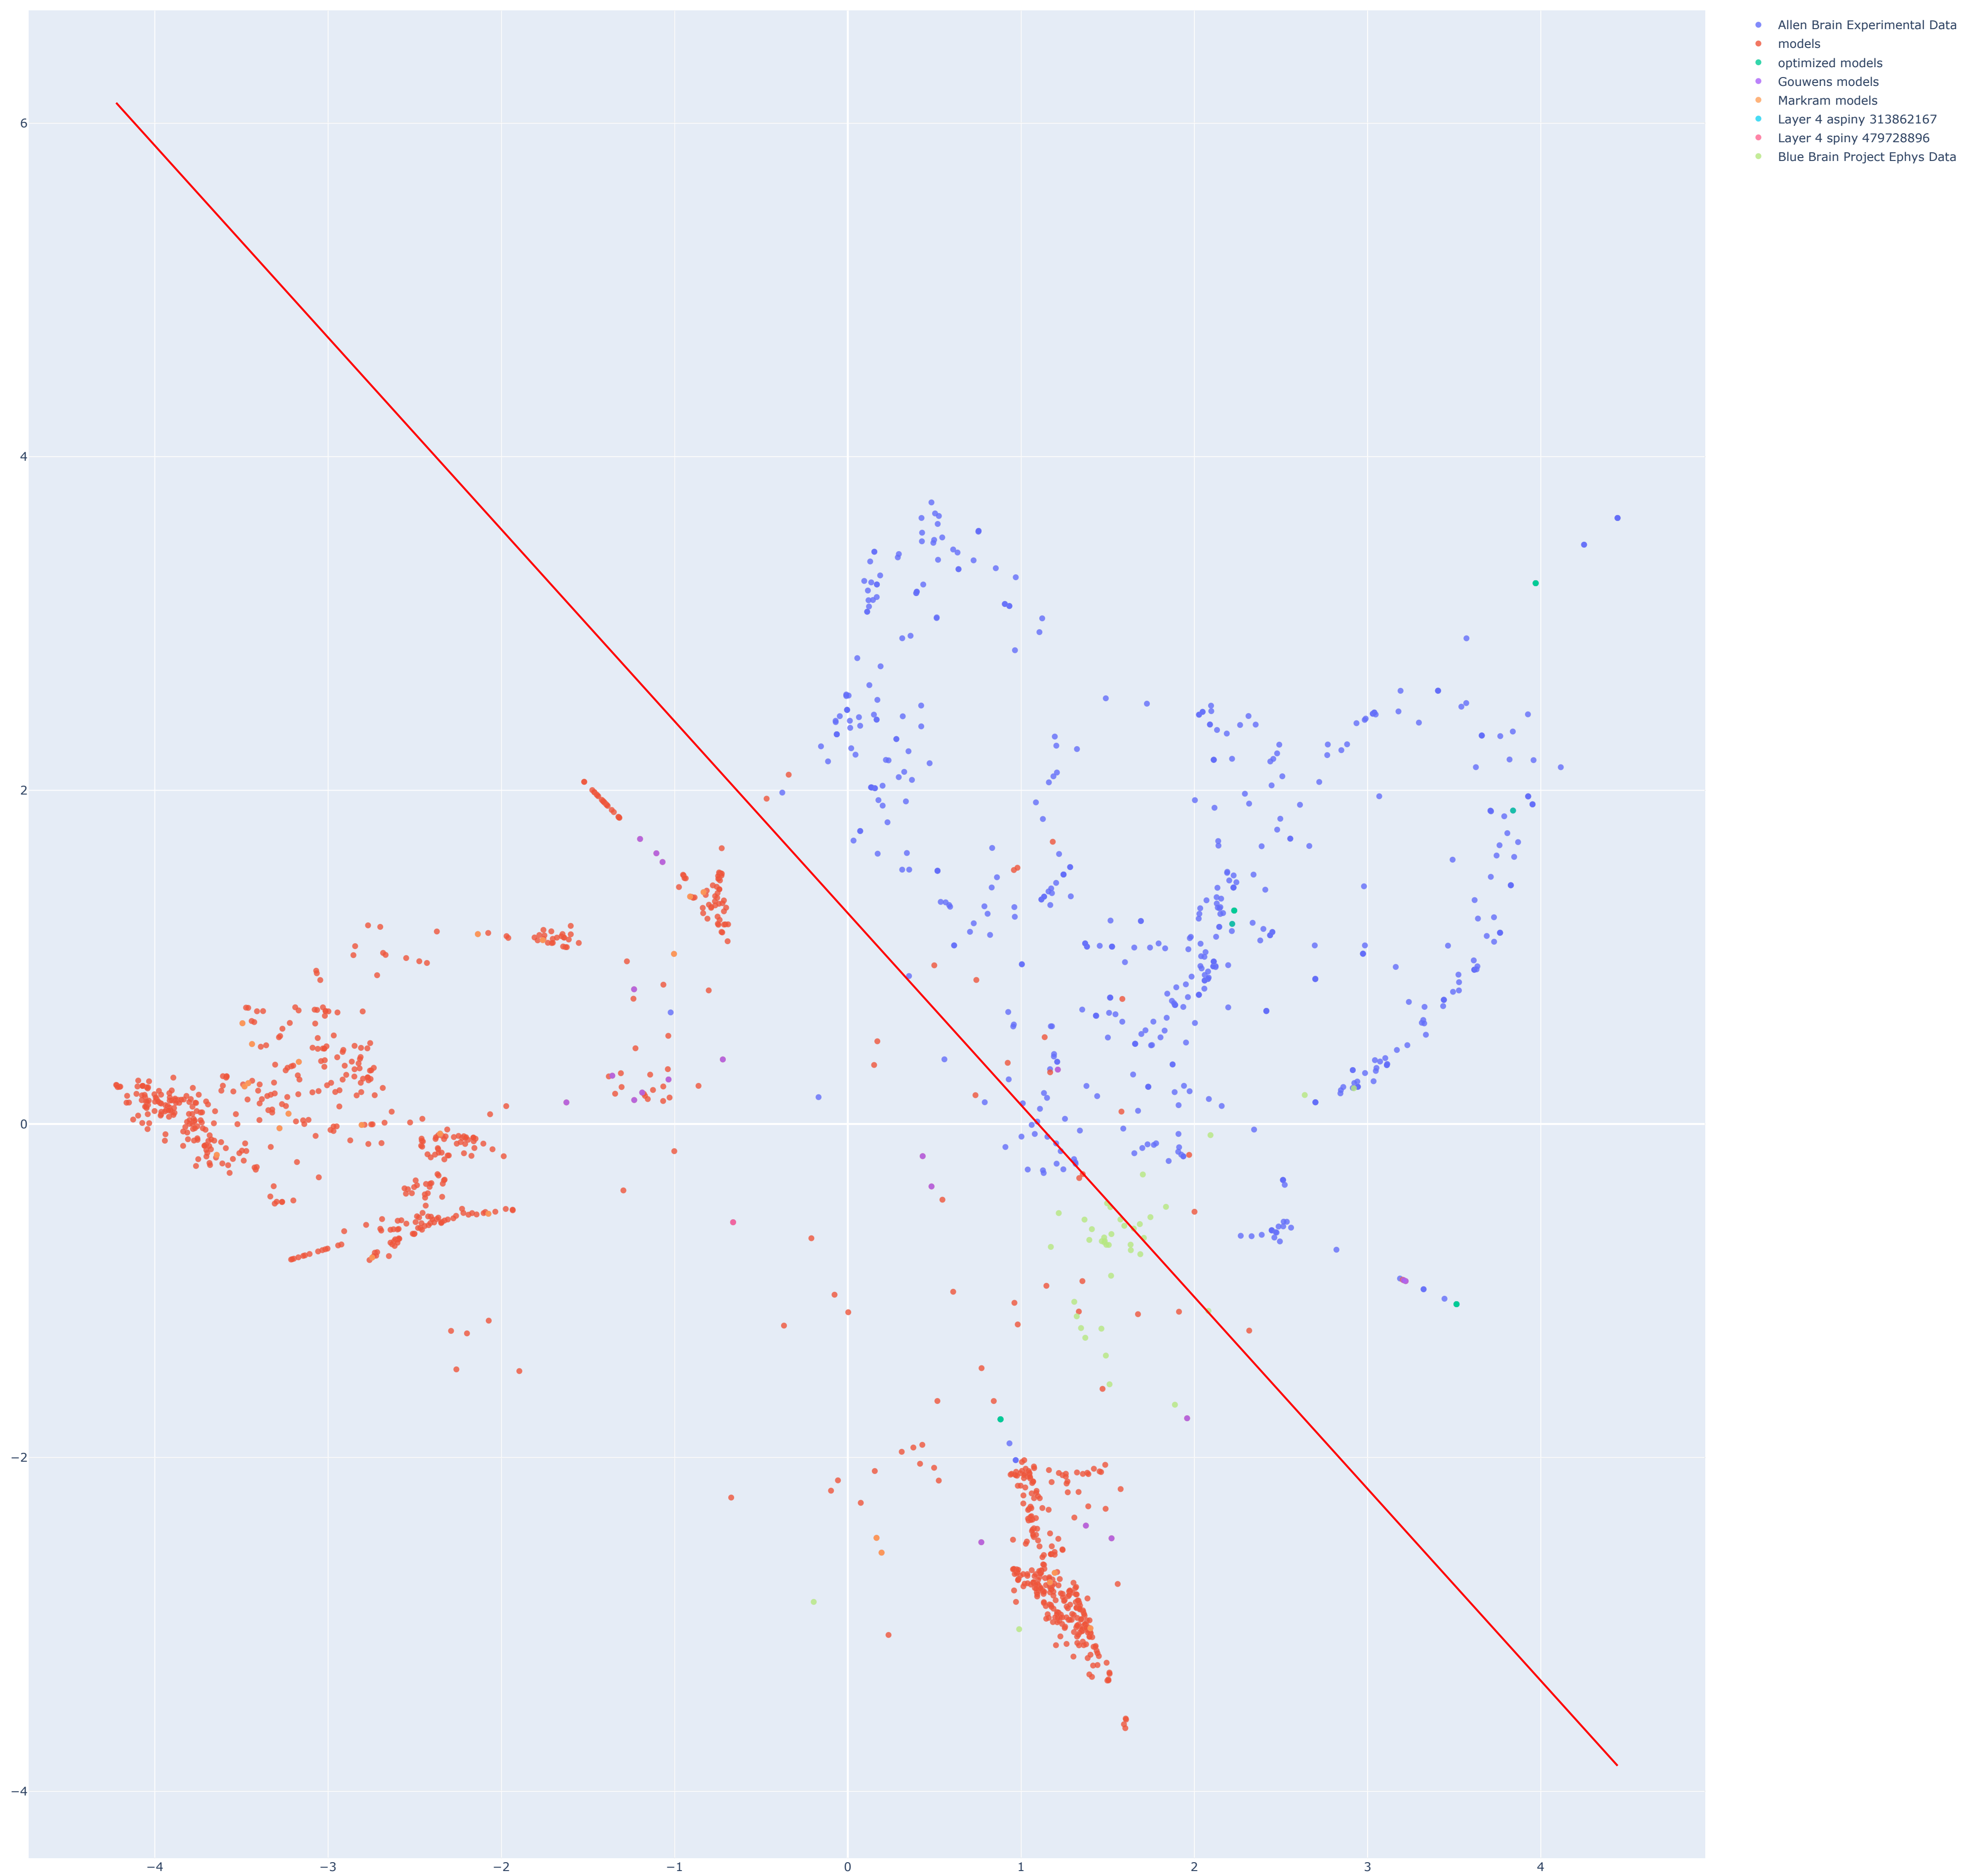 Allen Brain Experimental Data
models
optimized models
Gouwens models
Markram models
Layer 4 aspiny 313862167
Layer 4 spiny 479728896
Blue Brain Project Ephys Data
6
4
2
0
−2
−4
−4 −3 −2 −1 0 1 2 3 4